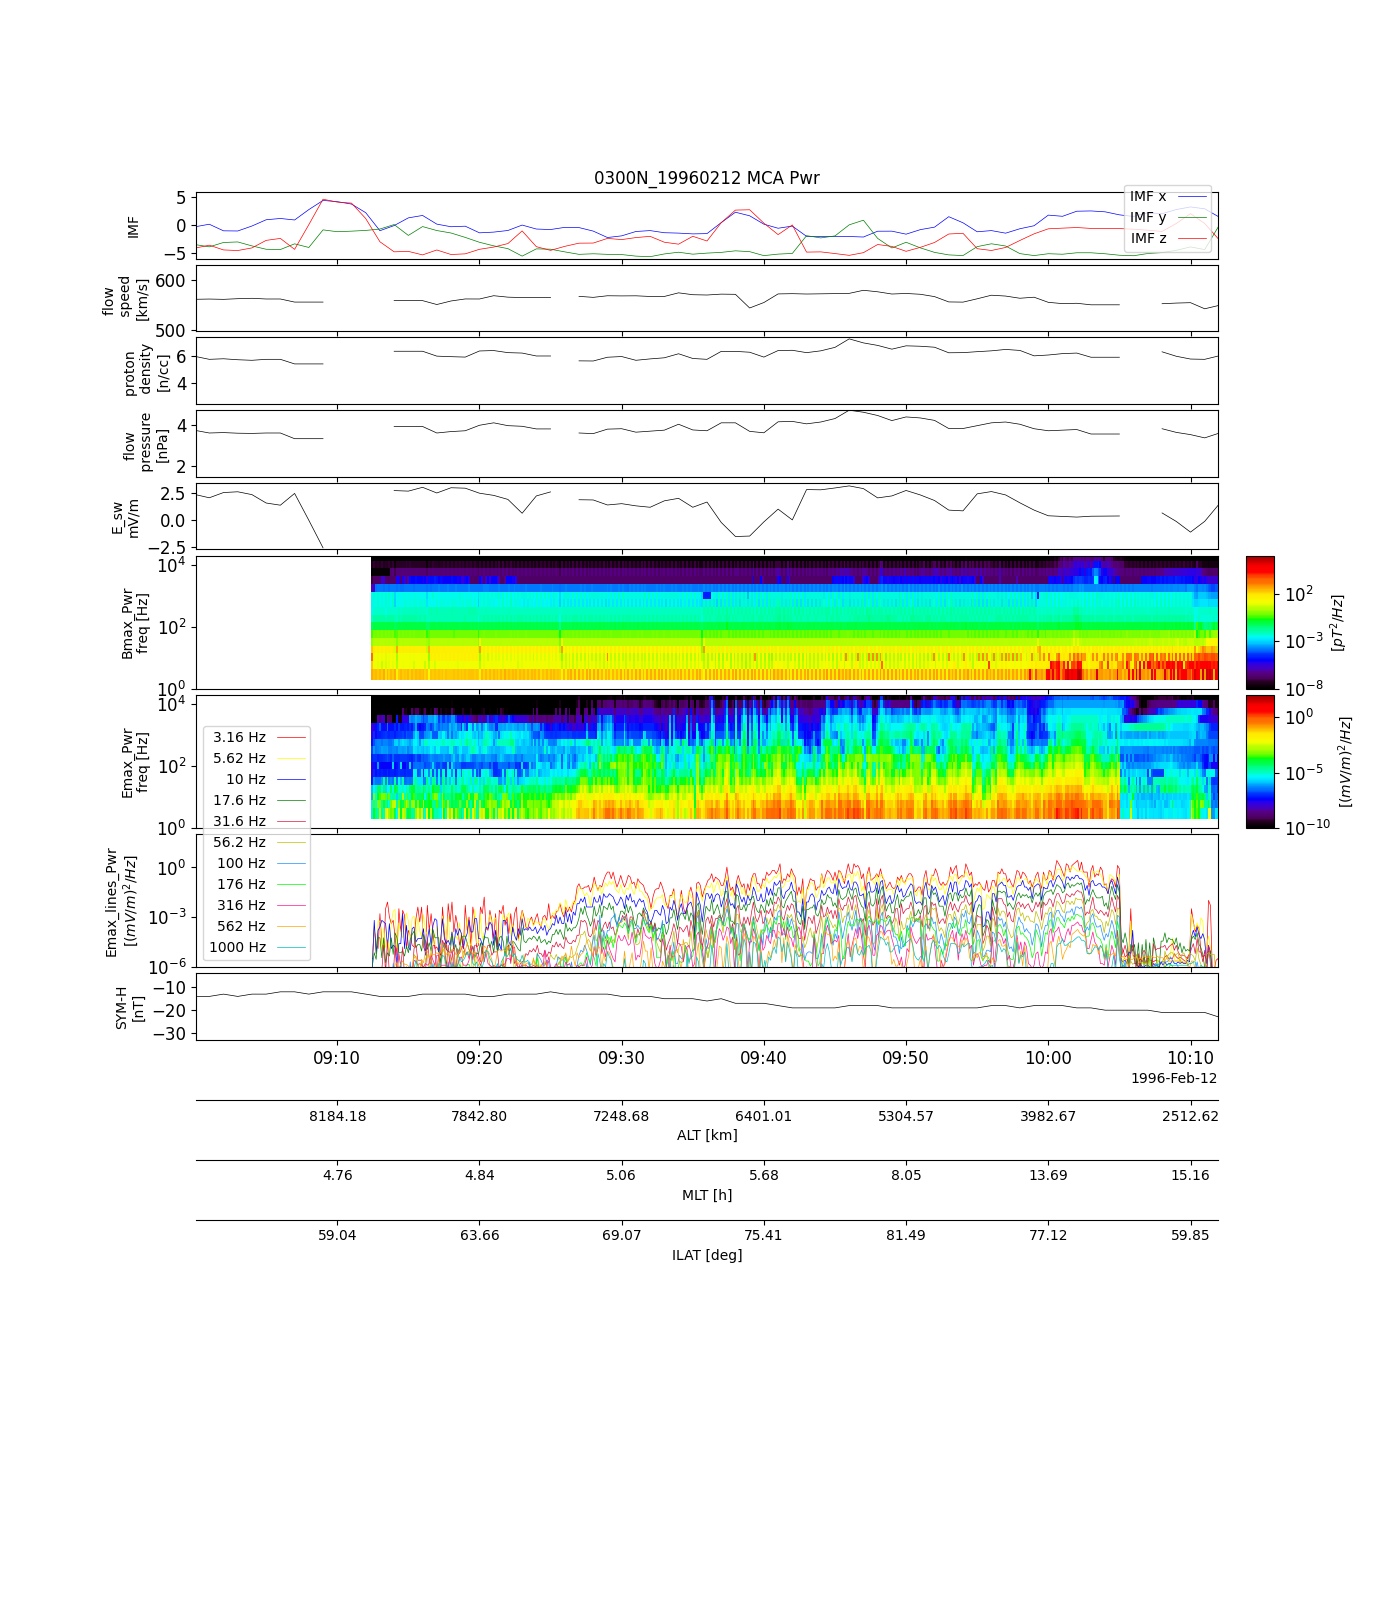 0300N_19960212 MCA Pwr
5
0
−5
IMF
IMF x
IMF y
IMF z
600
500
flow
speed
[km/s]
6
4
proton
density
[n/cc]
4
2
flow
pressure
[nPa]
2.5
0.0
−2.5
E_sw
mV/m
10^4
10^2
10^0
Bmax_Pwr
freq [Hz]
10^2
10^−3
10^−8
[pT^2/Hz]
10^4
10^2
10^0
Emax_Pwr
freq [Hz]
10^0
10^−5
10^−10
[(mV/m)^2/Hz]
3.16 Hz
5.62 Hz
10 Hz
17.6 Hz
31.6 Hz
56.2 Hz
100 Hz
176 Hz
316 Hz
562 Hz
1000 Hz
10^0
10^−3
10^−6
Emax_lines_Pwr
[(mV/m)^2/Hz]
−10
−20
−30
SYM-H
[nT]
09:10 09:20 09:30 09:40 09:50 10:00 10:10
1996-Feb-12
8184.18 7842.80 7248.68 6401.01 5304.57 3982.67 2512.62
ALT [km]
4.76 4.84 5.06 5.68 8.05 13.69 15.16
MLT [h]
59.04 63.66 69.07 75.41 81.49 77.12 59.85
ILAT [deg]